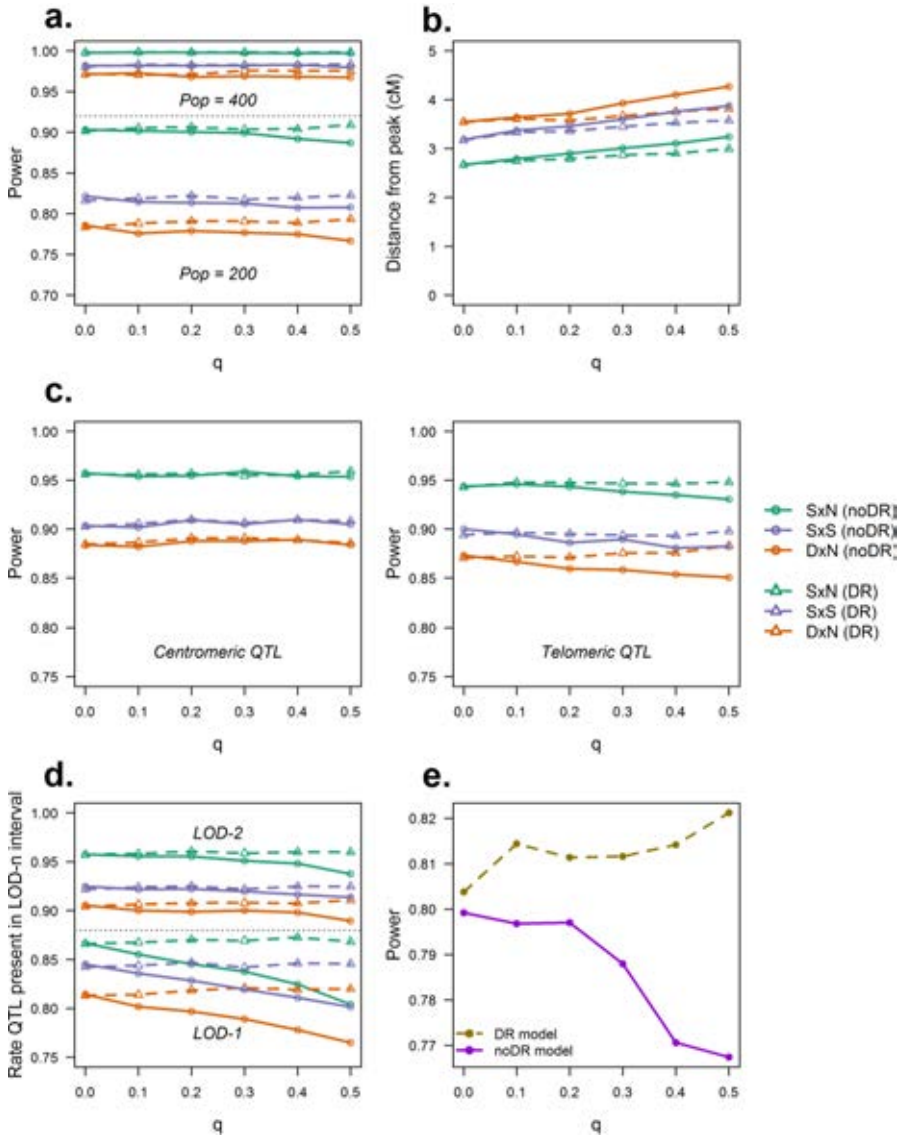 a.
Power
1.00
0.95
0.90
0.85
0.80
0.75
0.70
Pop = 400
Pop = 200
0.0 0.1 0.2 0.3 0.4 0.5
q
b.
Distance from peak (cM)
5
4
3
2
1
0
0.0 0.1 0.2 0.3 0.4 0.5
q
c.
Power
1.00
0.95
0.90
0.85
0.80
0.75
Centromeric QTL
0.0 0.1 0.2 0.3 0.4 0.5
q
Power
1.00
0.95
0.90
0.85
0.80
0.75
Telomeric QTL
0.0 0.1 0.2 0.3 0.4 0.5
q
SxN (noDR)
SxS (noDR)
DxN (noDR)
SxN (DR)
SxS (DR)
DxN (DR)
d.
Rate QTL present in LOD-n interval
1.00
0.95
0.90
0.85
0.80
0.75
LOD-2
LOD-1
0.0 0.1 0.2 0.3 0.4 0.5
q
e.
Power
0.82
0.81
0.80
0.79
0.78
0.77
DR model
noDR model
0.0 0.1 0.2 0.3 0.4 0.5
q